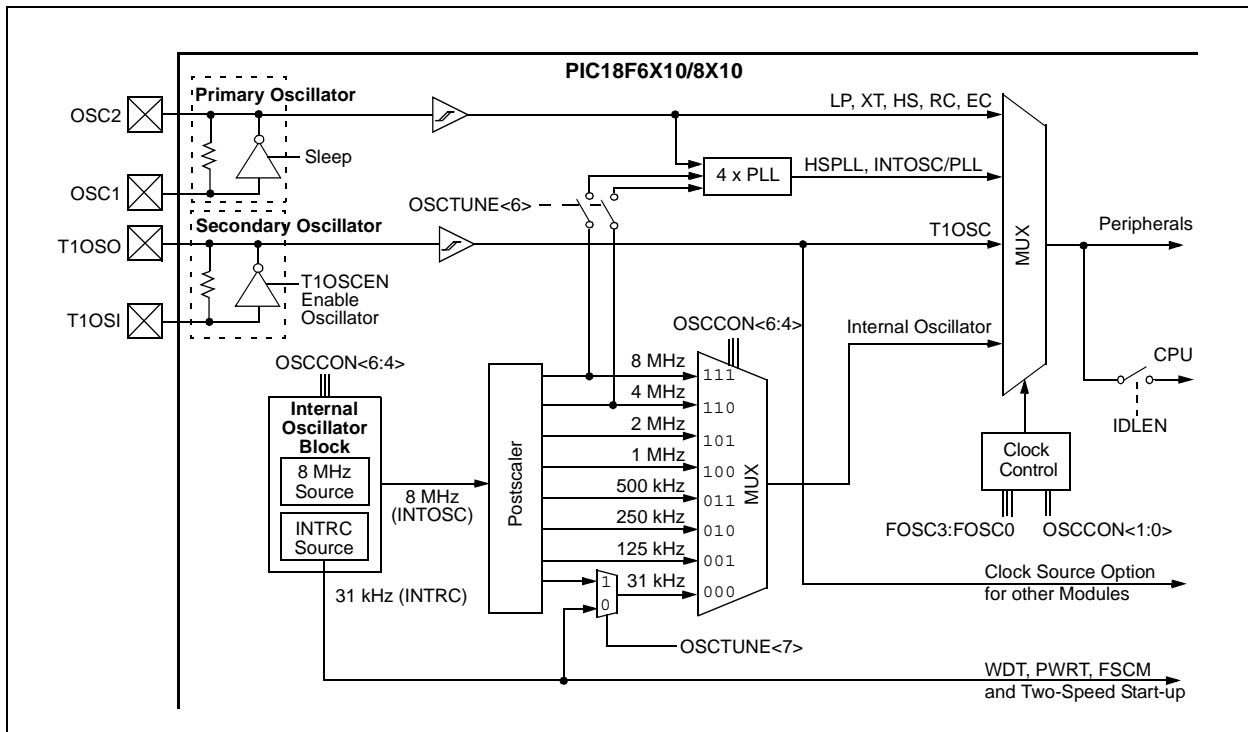 PIC18F6X10/8X10
Primary Oscillator
OSC2
Sleep
OSC1
LP, XT, HS, RC, EC
4 x PLL
HSPLL, INTOSC/PLL
OSCTUNE<6>
Secondary Oscillator
T1OSO
T1OSCEN
Enable
Oscillator
T1OSI
T1OSC
MUX
Peripherals
Internal Oscillator
CPU
IDLEN
Clock
Control
FOSC3:FOSC0
OSCCON<1:0>
OSCCON<6:4>
OSCCON<6:4>
Internal
Oscillator
Block
8 MHz
Source
INTRC
Source
8 MHz
(INTOSC)
31 kHz (INTRC)
Postscaler
8 MHz
111
4 MHz
110
2 MHz
101
1 MHz
100
500 kHz
011
250 kHz
010
125 kHz
001
1
0
31 kHz
000
MUX
OSCTUNE<7>
Clock Source Option
for other Modules
WDT, PWRT, FSCM
and Two-Speed Start-up